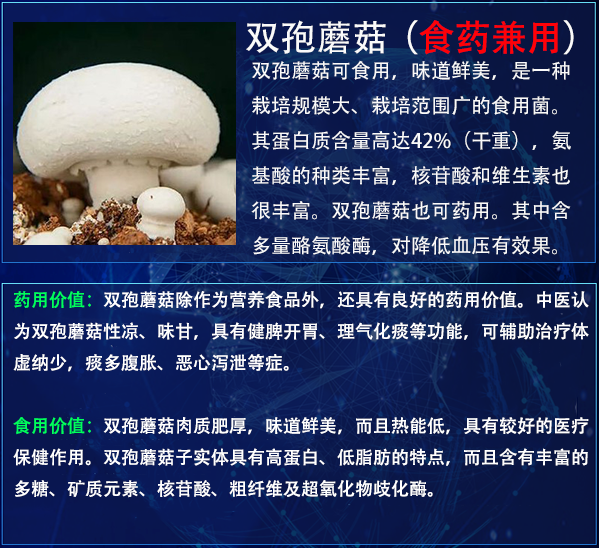 双孢蘑菇（食药兼用）
双孢蘑菇可食用，味道鲜美，是一种
栽培规模大、栽培范围广的食用菌。
其蛋白质含量高达42%（干重），氨
基酸的种类丰富，核苷酸和维生素也
很丰富。双孢蘑菇也可药用。其中含
多量酪氨酸酶，对降低血压有效果。
药用价值：双孢蘑菇除作为营养食品外，还具有良好的药用价值。中医认
为双孢蘑菇性凉、味甘，具有健脾开胃、理气化痰等功能，可辅助治疗体
虚纳少，痰多腹胀、恶心泻泄等症。
食用价值：双孢蘑菇肉质肥厚，味道鲜美，而且热能低，具有较好的医疗
保健作用。双孢蘑菇子实体具有高蛋白、低脂肪的特点，而且含有丰富的
多糖、矿质元素、核苷酸、粗纤维及超氧化物歧化酶。